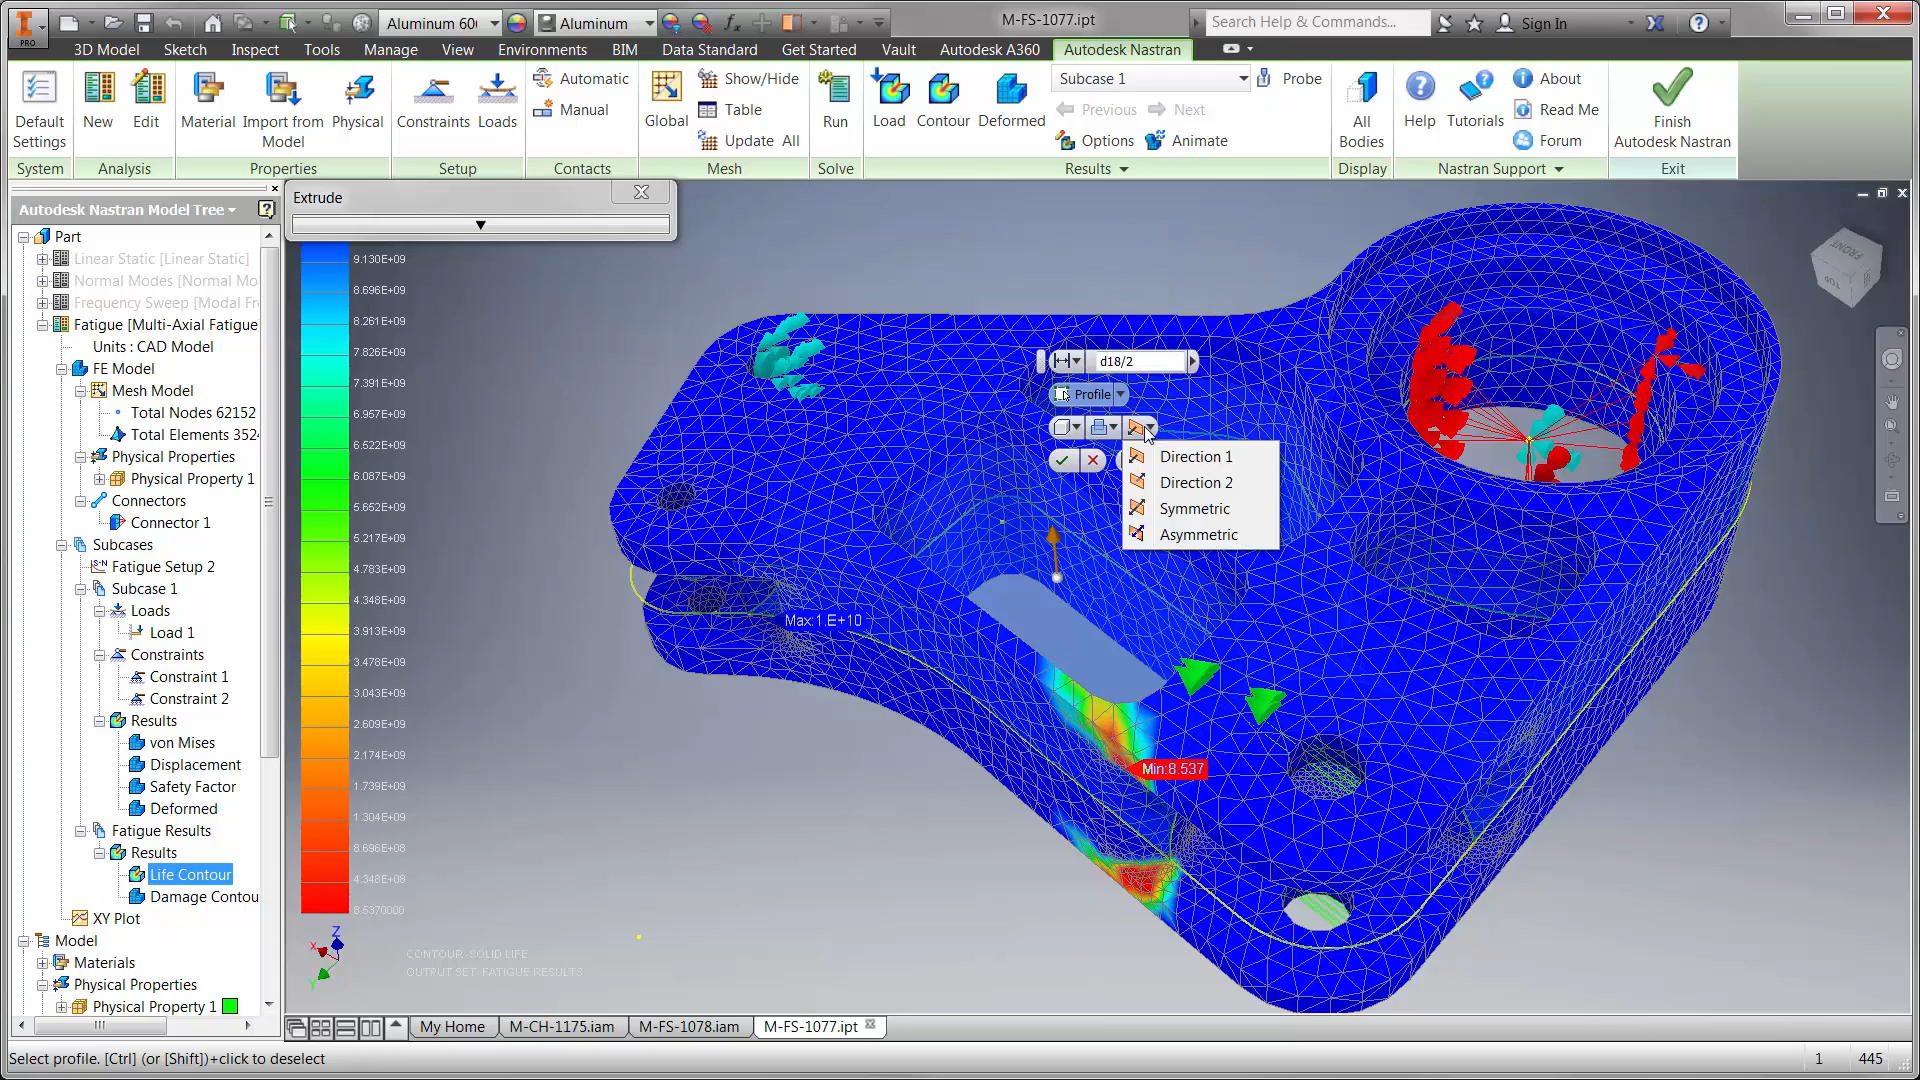 PRO
Aluminum 606
Aluminum
M-FS-1077.ipt
Search Help & Commands...
Sign In
3D Model
Sketch
Inspect
Tools
Manage
View
Environments
BIM
Data Standard
Get Started
Vault
Autodesk A360
Autodesk Nastran
Default Settings
New
Edit
Material
Import from Model
Physical
Constraints
Loads
Automatic
Manual
Global
Show/Hide
Table
Update All
Run
Load
Contour
Deformed
Subcase 1
Probe
Previous
Next
Options
Animate
All Bodies
Help
Tutorials
About
Read Me
Forum
Finish Autodesk Nastran
System
Analysis
Properties
Setup
Contacts
Mesh
Solve
Results
Display
Nastran Support
Exit
Autodesk Nastran Model Tree
Part
Linear Static [Linear Static]
Normal Modes [Normal Mo
Frequency Sweep [Modal Fr
Fatigue [Multi-Axial Fatigue
Units : CAD Model
FE Model
Mesh Model
Total Nodes 62152
Total Elements 3524
Physical Properties
Physical Property 1
Connectors
Connector 1
Subcases
S-N
Fatigue Setup 2
Subcase 1
Loads
Load 1
Constraints
Constraint 1
Constraint 2
Results
von Mises
Displacement
Safety Factor
Deformed
Fatigue Results
Results
Life Contour
Damage Contou
XY Plot
Model
Materials
Physical Properties
Physical Property 1
Extrude
9.130E+09
8.696E+09
8.261E+09
7.826E+09
7.391E+09
6.957E+09
6.522E+09
6.087E+09
5.652E+09
5.217E+09
4.783E+09
4.348E+09
3.913E+09
3.478E+09
3.043E+09
2.609E+09
2.174E+09
1.739E+09
1.304E+09
8.696E+08
4.348E+08
8.5370000
d18/2
Profile
Direction 1
Direction 2
Symmetric
Asymmetric
Max:1.E+10
Min:8.537
FRONT
TOP
Z
X
Y
CONTOUR: SOLID LIFE
OUTPUT SET: FATIGUE RESULTS
My Home
M-CH-1175.iam
M-FS-1078.iam
M-FS-1077.ipt
Select profile. [Ctrl] (or [Shift])+click to deselect
1
445